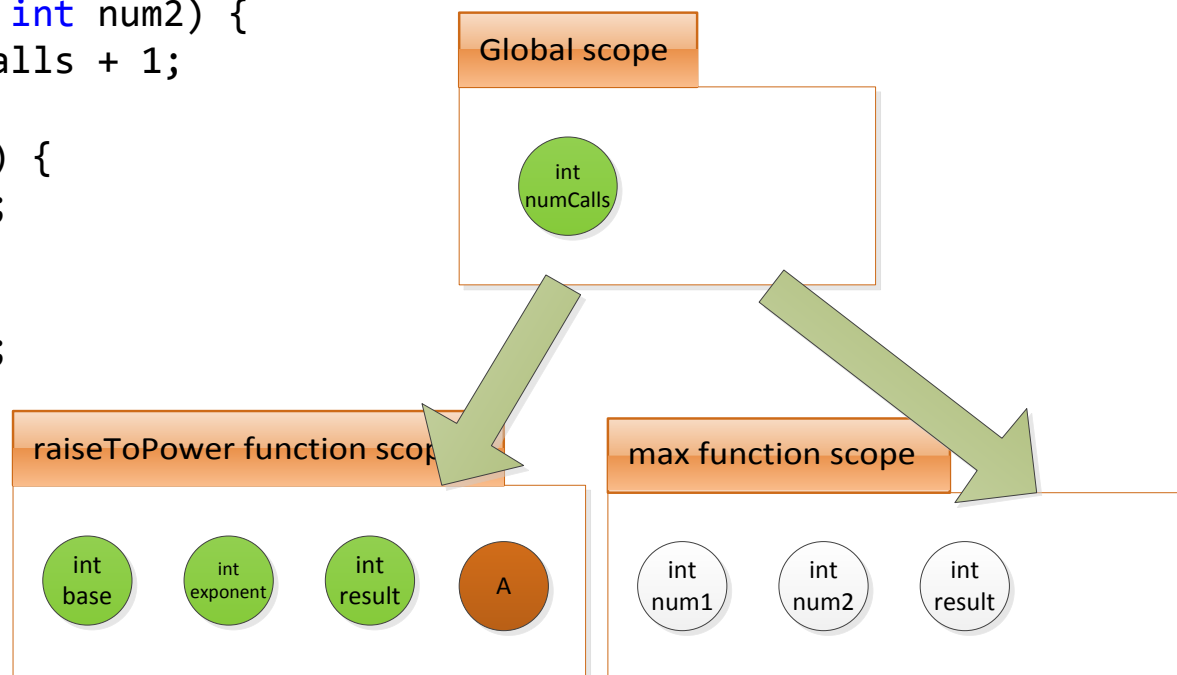 int num2) {
alls + 1;
) {
;
;
Global scope
int
numCalls
raiseToPower function scop
max function scope
int
base
int
exponent
int
result
A
int
num1
int
num2
int
result